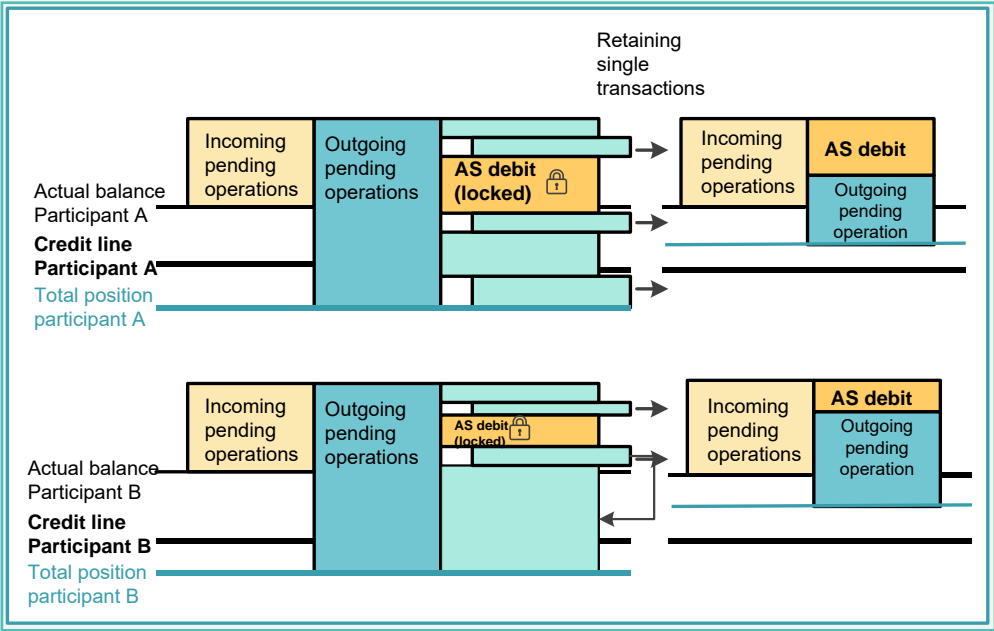 Retaining
single
transactions
Incoming
pending
operations
Outgoing
pending
operations
AS debit
(locked)
Incoming
pending
operations
AS debit
Outgoing
pending
operation
Actual balance
Participant A
Credit line
Participant A
Total position
participant A
Incoming
pending
operations
Outgoing
pending
operations
AS debit
(locked)
Incoming
pending
operations
AS debit
Outgoing
pending
operation
Actual balance
Participant B
Credit line
Participant B
Total position
participant B